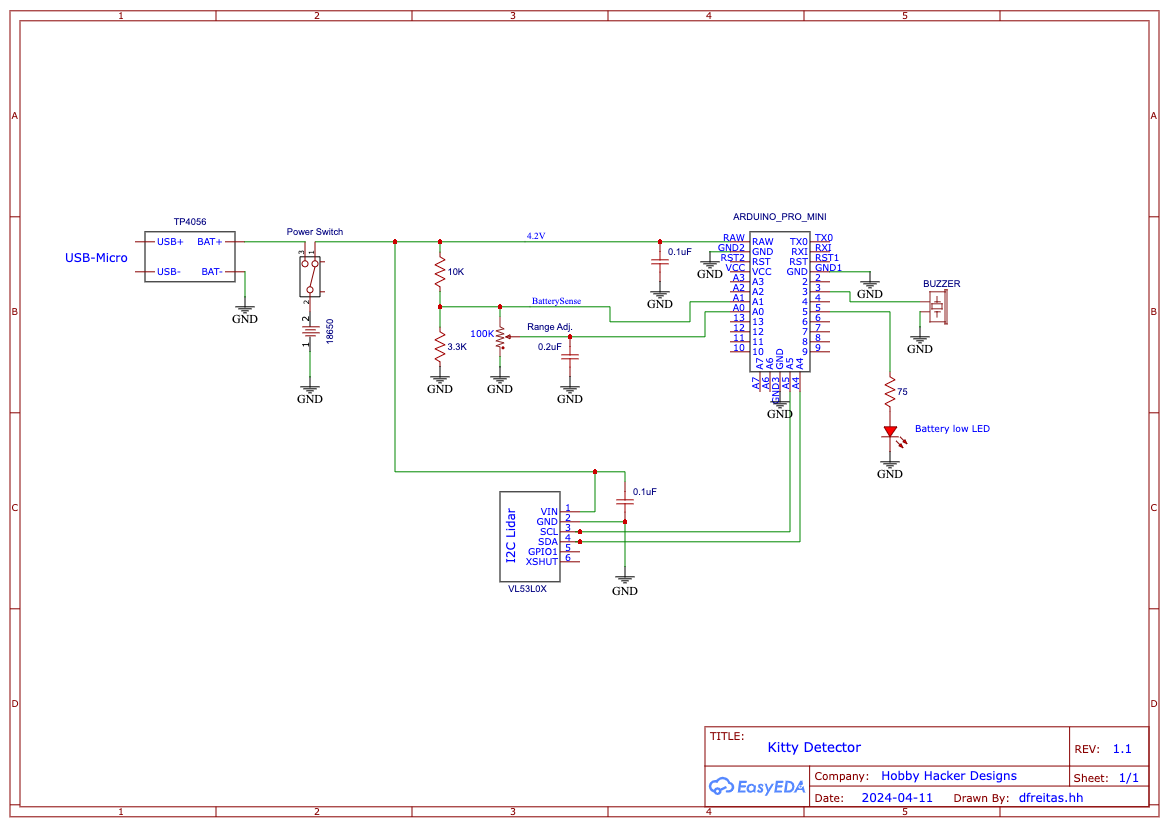 1 2 3 4 5
A A
TP4056
USB-Micro
USB+ BAT+
USB- BAT-
GND
Power Switch
3 1
2
2
1
18650
GND
4.2V
10K
BatterySense
3.3K
GND
100K
Range Adj.
GND
0.2uF
GND
0.1uF
GND
ARDUINO_PRO_MINI
RAW RAW TX0 TX0
GND2 GND RXI RXI
RST2 RST RST RST1
VCC VCC GND GND1
A3 A3 2 2
A2 A2 3 3
A1 A1 4 4
A0 A0 5 5
13 13 6 6
12 12 7 7
11 11 8 8
10 10 9 9
A7 A6 GND A5 A4
A7 A6 GND3 A5 A4
GND
GND
GND
BUZZER
GND
75
Battery low LED
GND
B B
0.1uF
I2C Lidar
VIN 1
GND 2
SCL 3
SDA 4
GPIO1 5
XSHUT 6
VL53L0X
GND
C C
D D
TITLE:
Kitty Detector
REV: 1.1
EasyEDA
Company: Hobby Hacker Designs
Sheet: 1/1
Date: 2024-04-11 Drawn By: dfreitas.hh
1 2 3 4 5